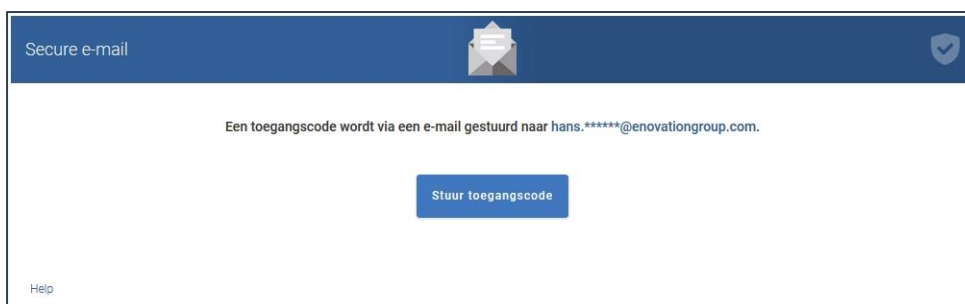 Secure e-mail
Een toegangscode wordt via een e-mail gestuurd naar hans.******@enovationgroup.com.
Stuur toegangscode
Help